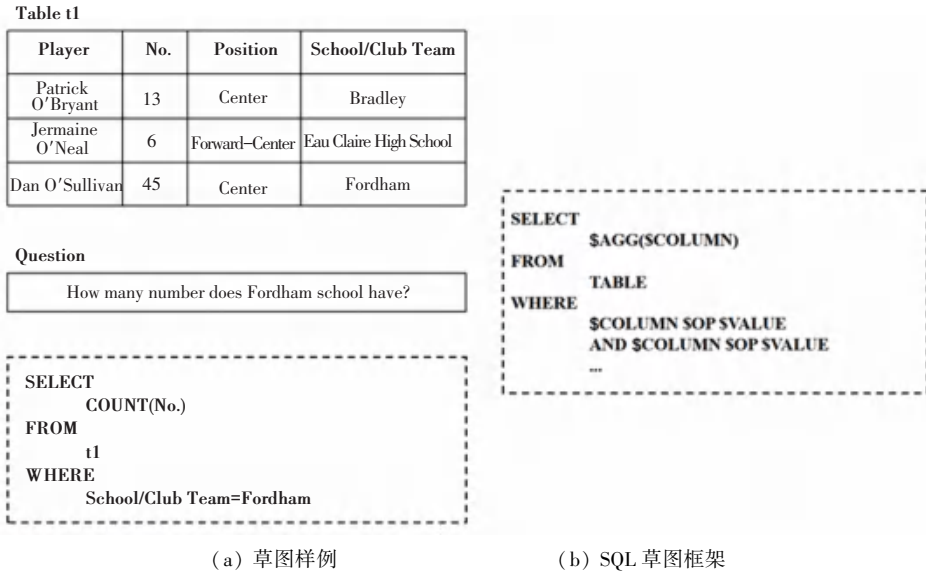 Table t1
Player No. Position School/Club Team
Patrick O'Bryant 13 Center Bradley
Jermaine O'Neal 6 Forward-Center Eau Claire High School
Dan O'Sullivan 45 Center Fordham
Question
How many number does Fordham school have?
SELECT
COUNT(No.)
FROM
t1
WHERE
School/Club Team=Fordham
(a) 草图样例
SELECT
$AGG($COLUMN)
FROM
TABLE
WHERE
$COLUMN $OP $VALUE
AND $COLUMN $OP $VALUE
...
(b) SQL 草图框架